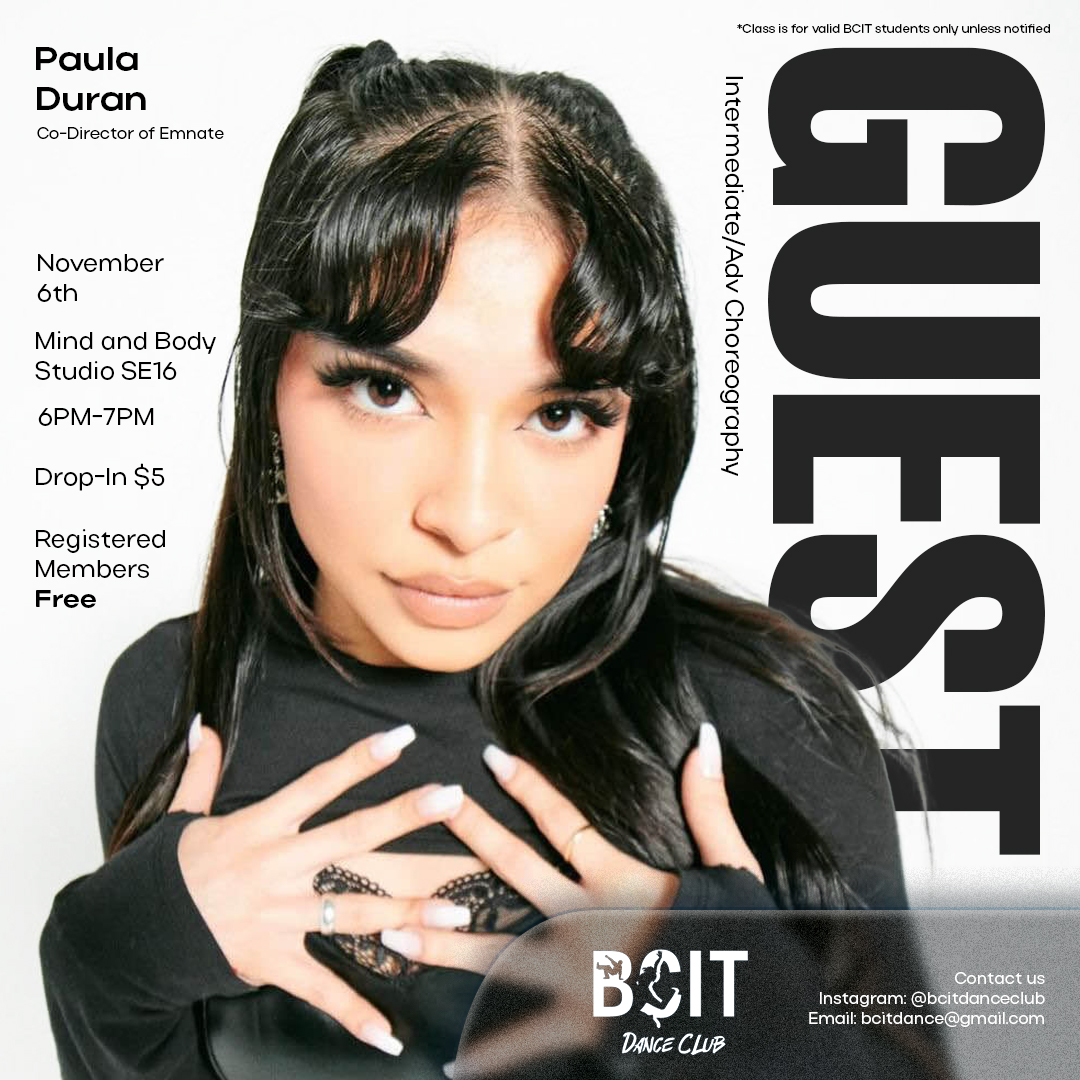 *Class is for valid BCIT students only unless notified
Paula
Duran
Co-Director of Emnate
November
6th
Mind and Body
Studio SE16
6PM-7PM
Drop-In $5
Registered
Members
Free
Intermediate/Adv Choreography
GUEST
BCIT
DANCE CLUB
Contact us
Instagram: @bcitdanceclub
Email: bcitdance@gmail.com